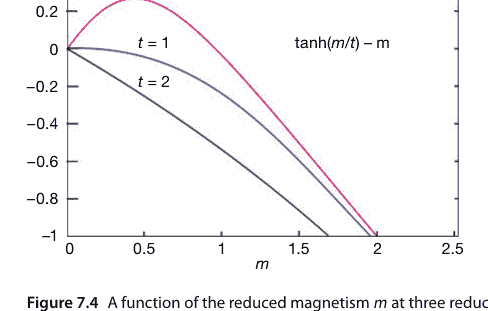 0.2
0
t = 1
tanh(m/t) – m
−0.2
t = 2
−0.4
−0.6
−0.8
−1
0 0.5 1 1.5 2 2.5
m
Figure 7.4 A function of the reduced magnetism m at three reduc